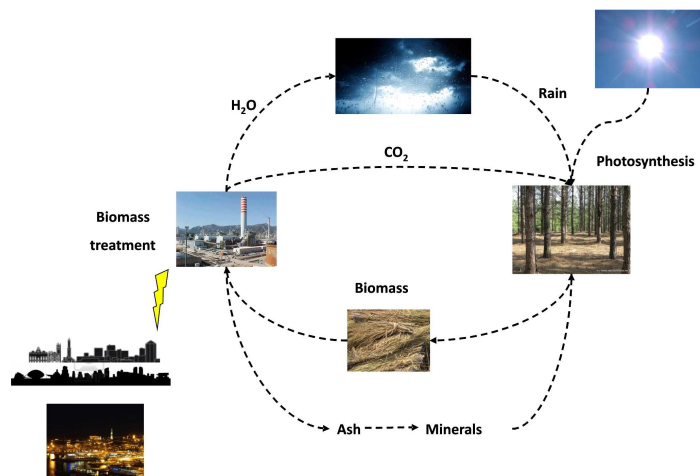 H₂O
Rain
CO₂
Photosynthesis
Biomass
treatment
Biomass
Ash
Minerals